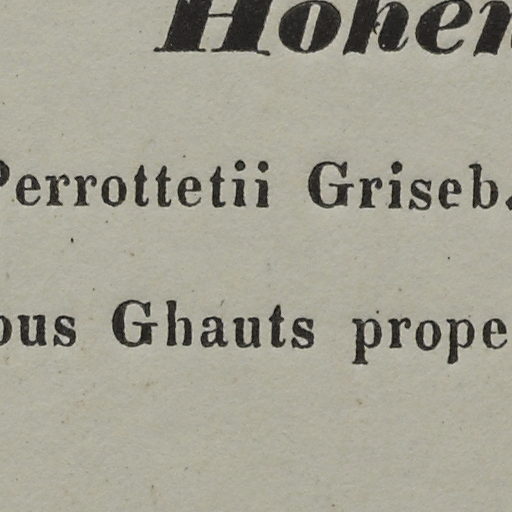 Hohen
Perrottetii Griseb.
ous Ghauts prope